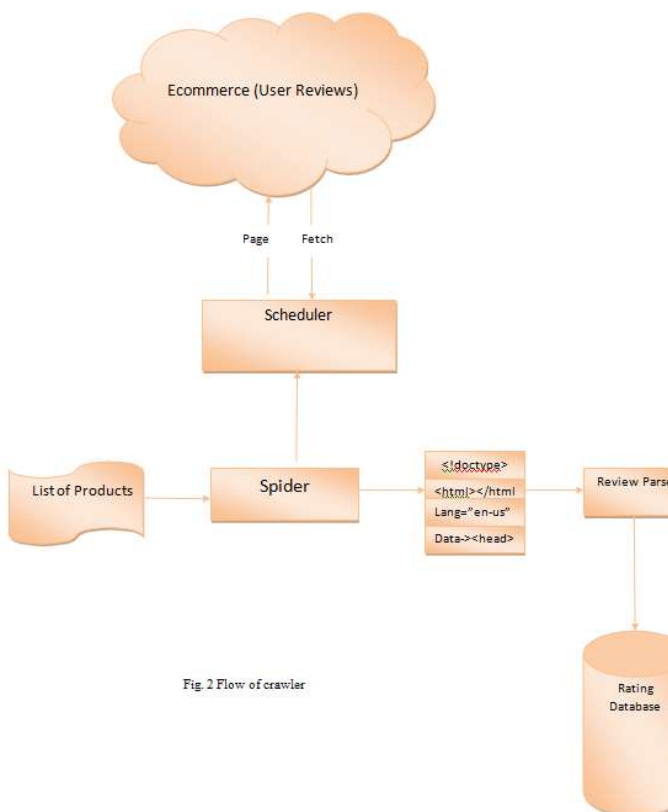 Ecommerce (User Reviews)
Page
Fetch
Scheduler
List of Products
Spider
<!doctype>
<html></html
Lang="en-us"
Data-><head>
Review Parse
Rating
Database
Fig. 2 Flow of crawler